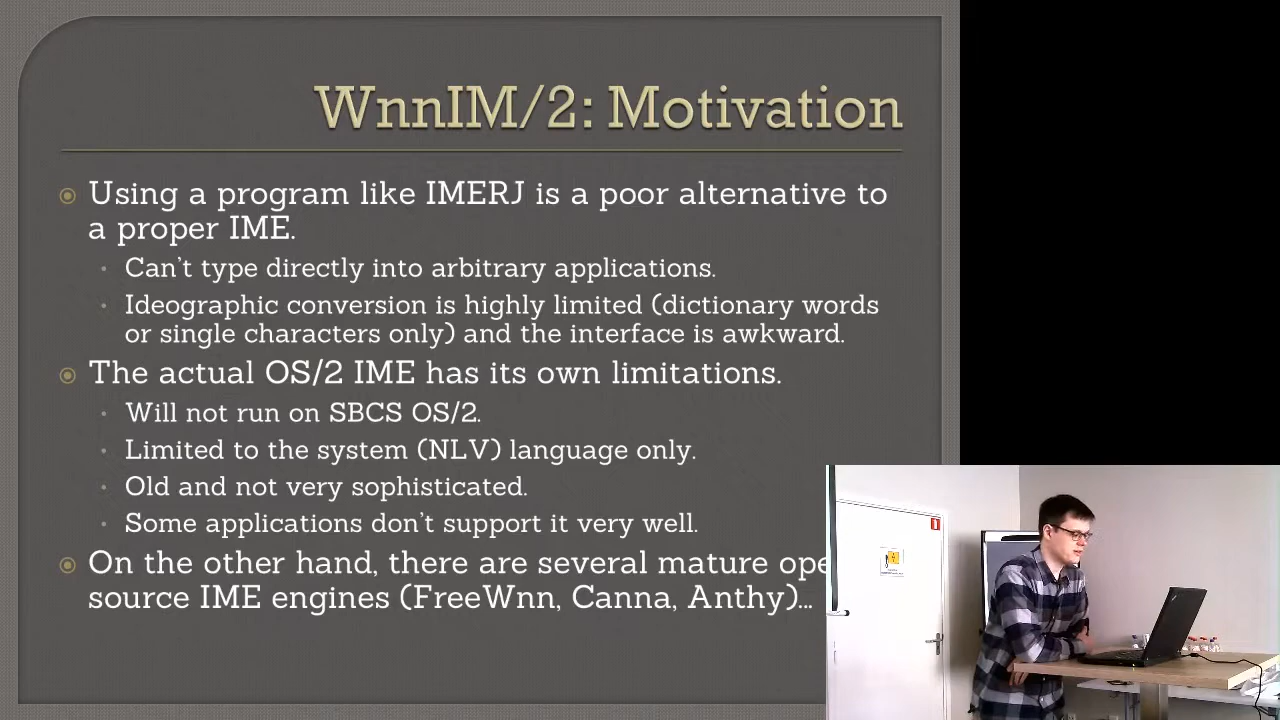 WnnIM/2: Motivation
Using a program like IMERJ is a poor alternative to
a proper IME.
Can't type directly into arbitrary applications.
Ideographic conversion is highly limited (dictionary words
or single characters only) and the interface is awkward.
The actual OS/2 IME has its own limitations.
Will not run on SBCS OS/2.
Limited to the system (NLV) language only.
Old and not very sophisticated.
Some applications don't support it very well.
On the other hand, there are several mature ope
source IME engines (FreeWnn, Canna, Anthy)...